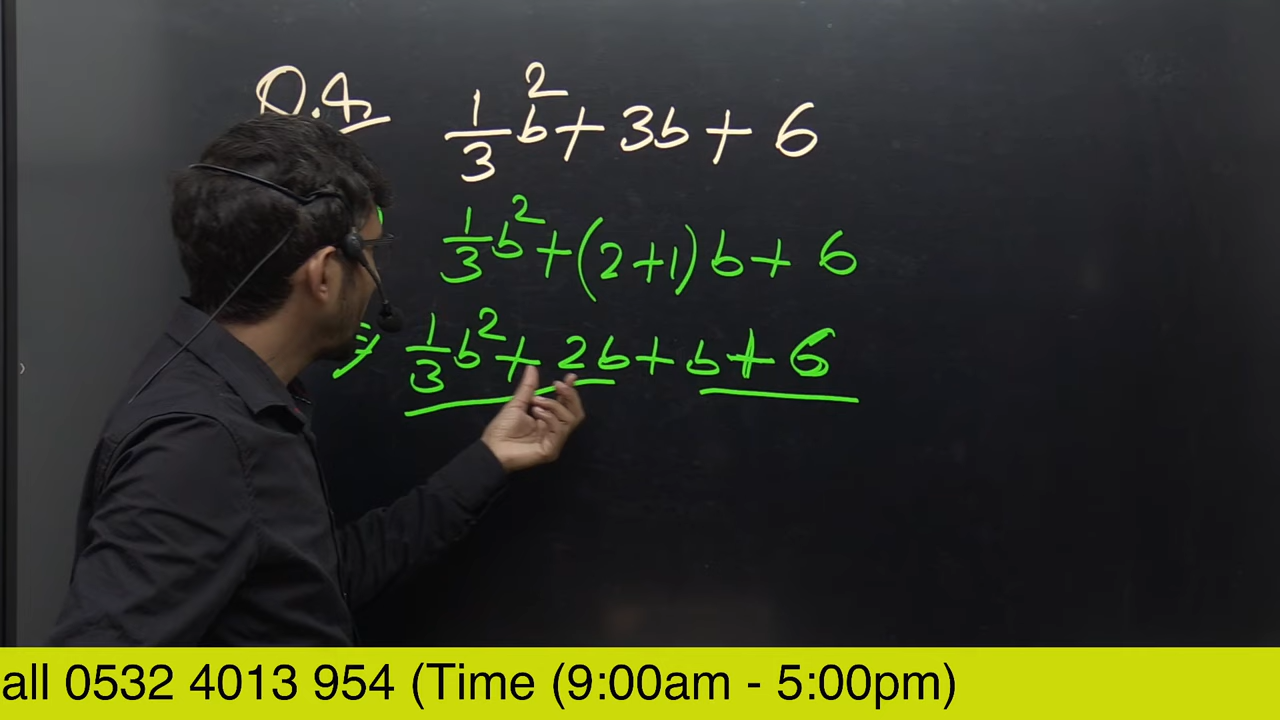 Q.4.
1/3 b² + 3b + 6
1/3 b² + (2+1) b + 6
⇒ 1/3 b² + 2b + b + 6
all 0532 4013 954 (Time (9:00am - 5:00pm)